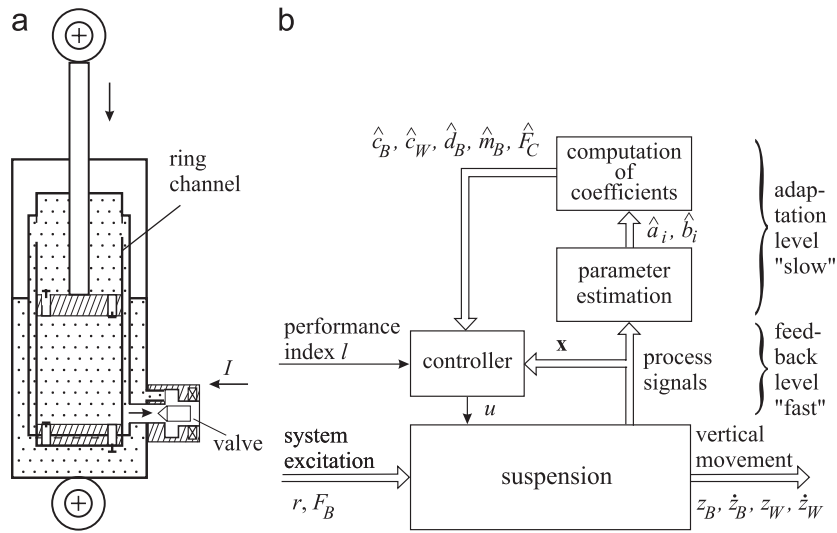 a
ring
channel
I
valve
b
ĉ_B, ĉ_W, d̂_B, m̂_B, F̂_C
computation
of
coefficients
â_i, b̂_i
parameter
estimation
adap-
tation
level
"slow"
performance
index l
controller
x
process
signals
feed-
back
level
"fast"
u
system
excitation
r, F_B
suspension
vertical
movement
z_B, ż_B, z_W, ż_W